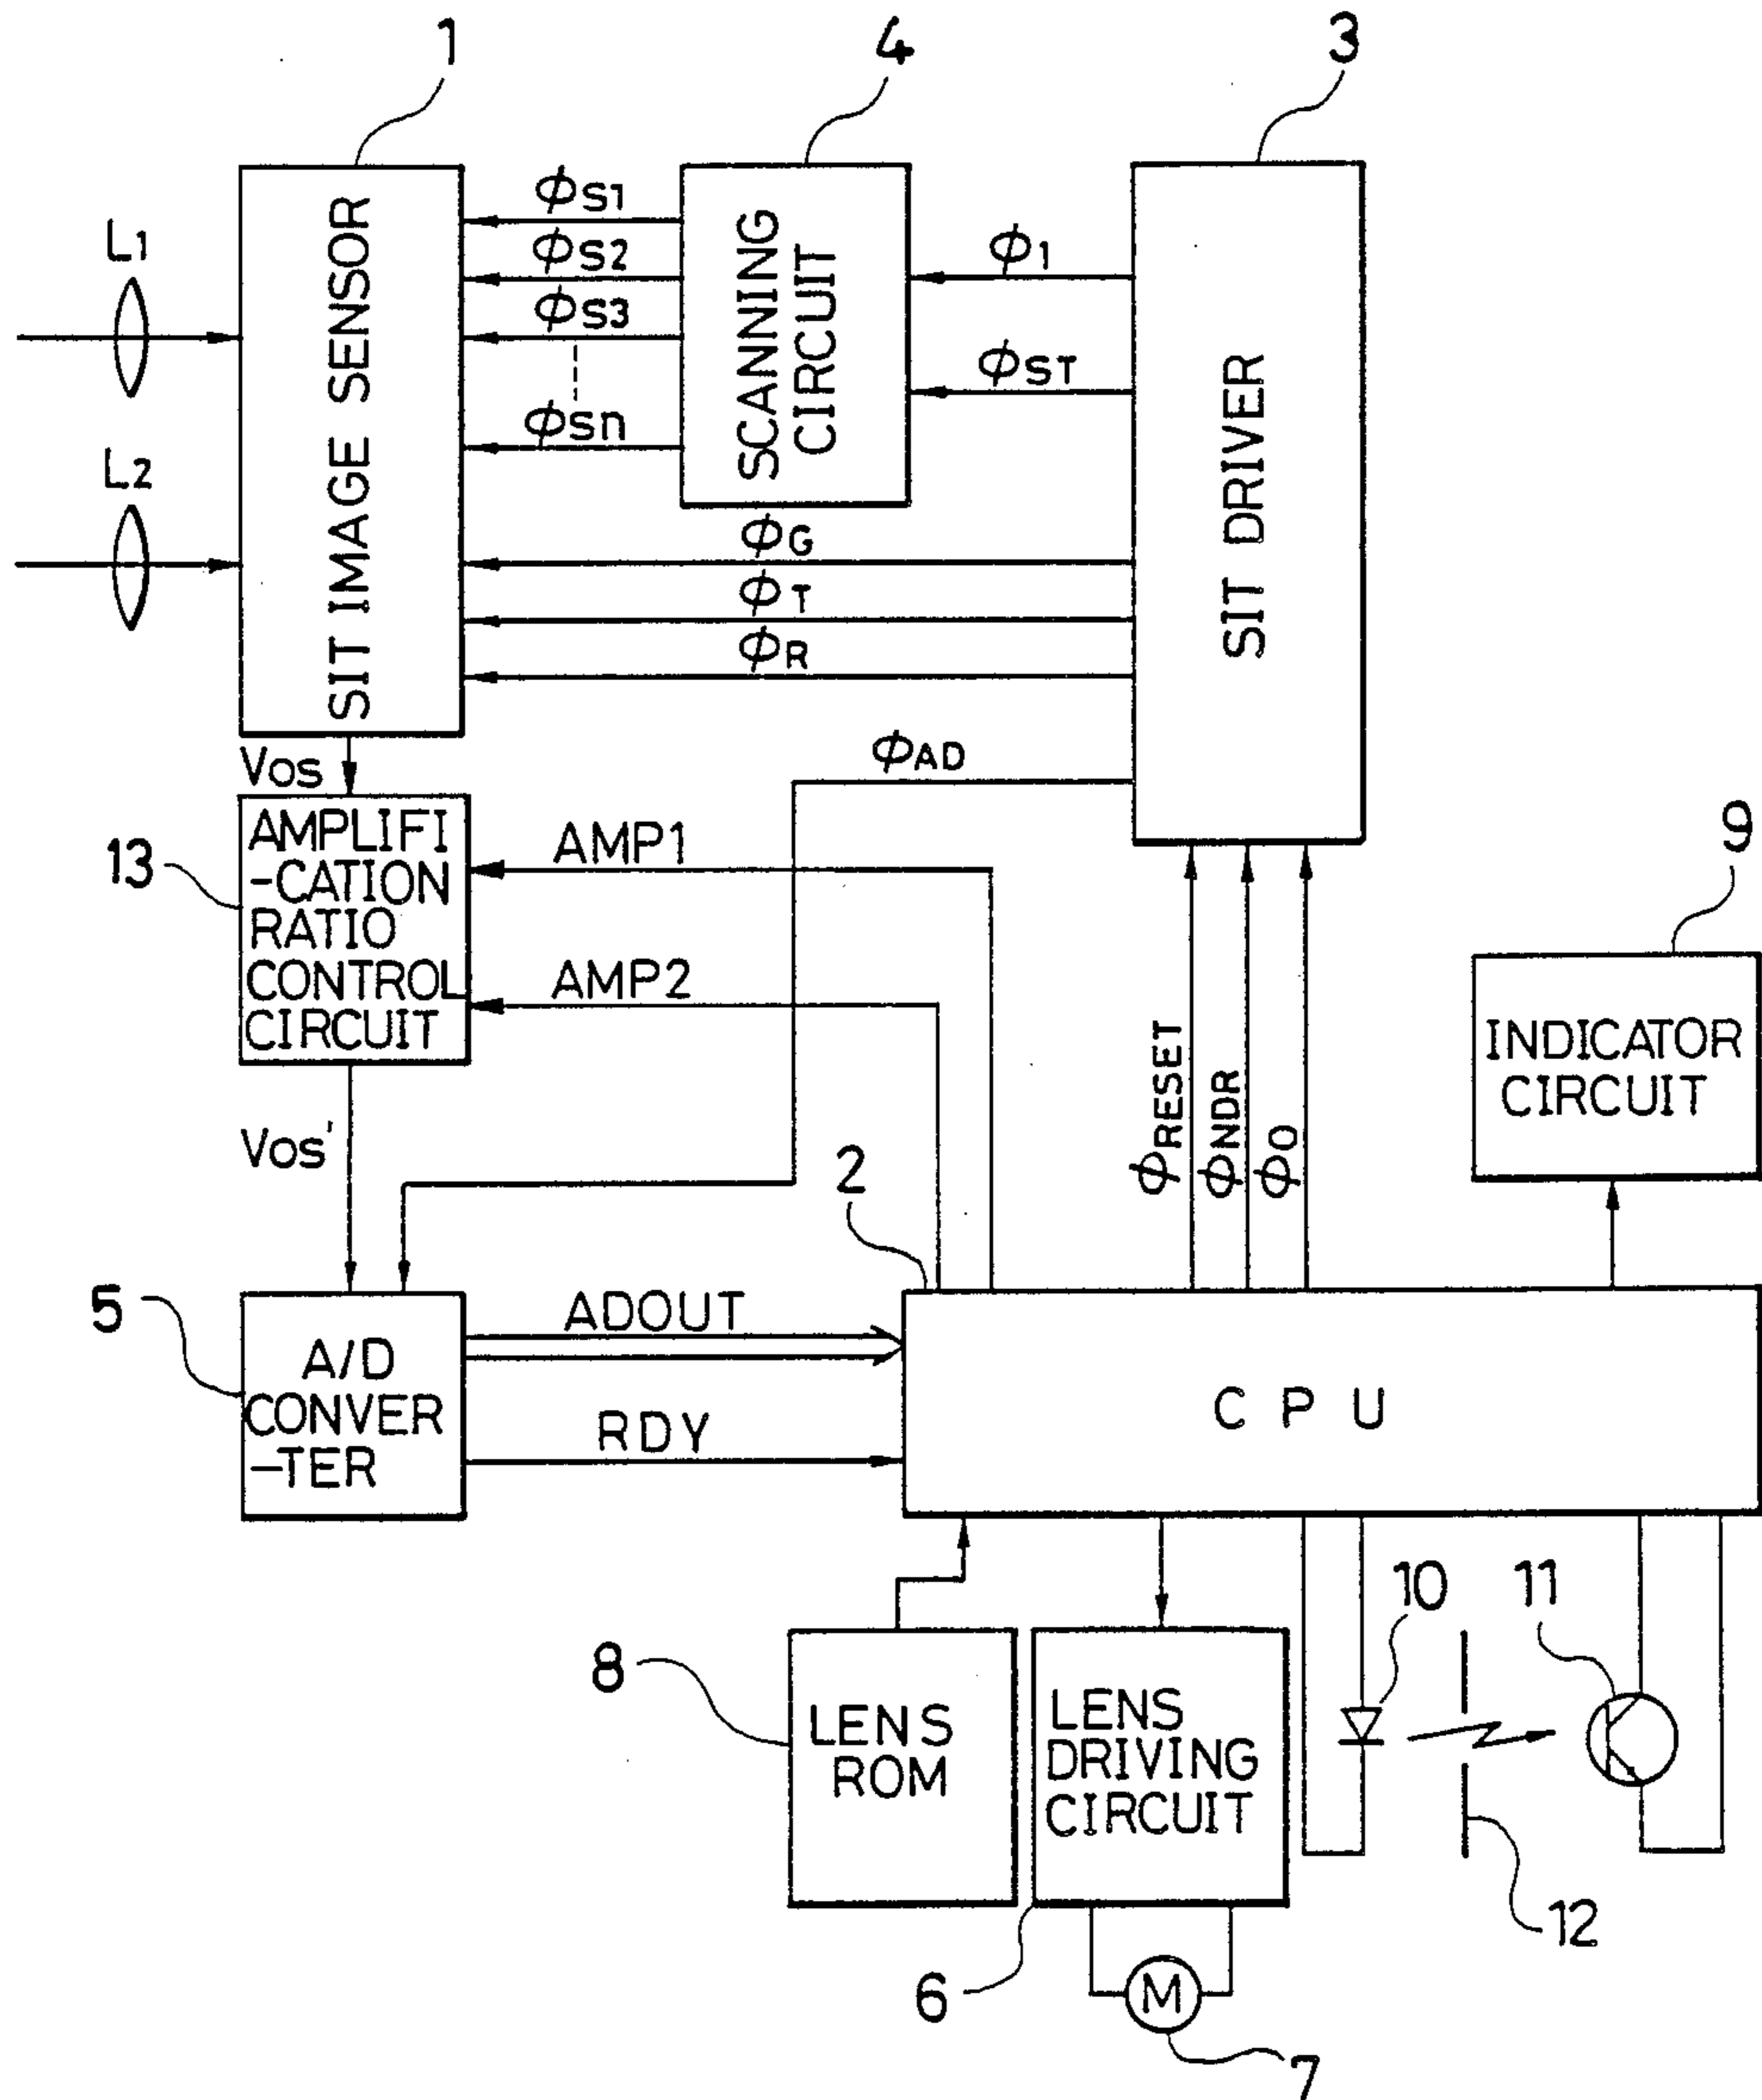 1
4
3
L1
L2
SIT IMAGE SENSOR
ϕS1
ϕS2
ϕS3
ϕSn
SCANNING
CIRCUIT
ϕ1
ϕST
SIT DRIVER
ϕG
ϕT
ϕR
ϕAD
Vos
13
AMPLIFI
-CATION
RATIO
CONTROL
CIRCUIT
AMP1
AMP2
Vos'
ϕRESET
ϕNDR
ϕO
9
INDICATOR
CIRCUIT
2
5
A/D
CONVER
-TER
ADOUT
RDY
C P U
8
LENS
ROM
LENS
DRIVING
CIRCUIT
10
11
12
6
M
7